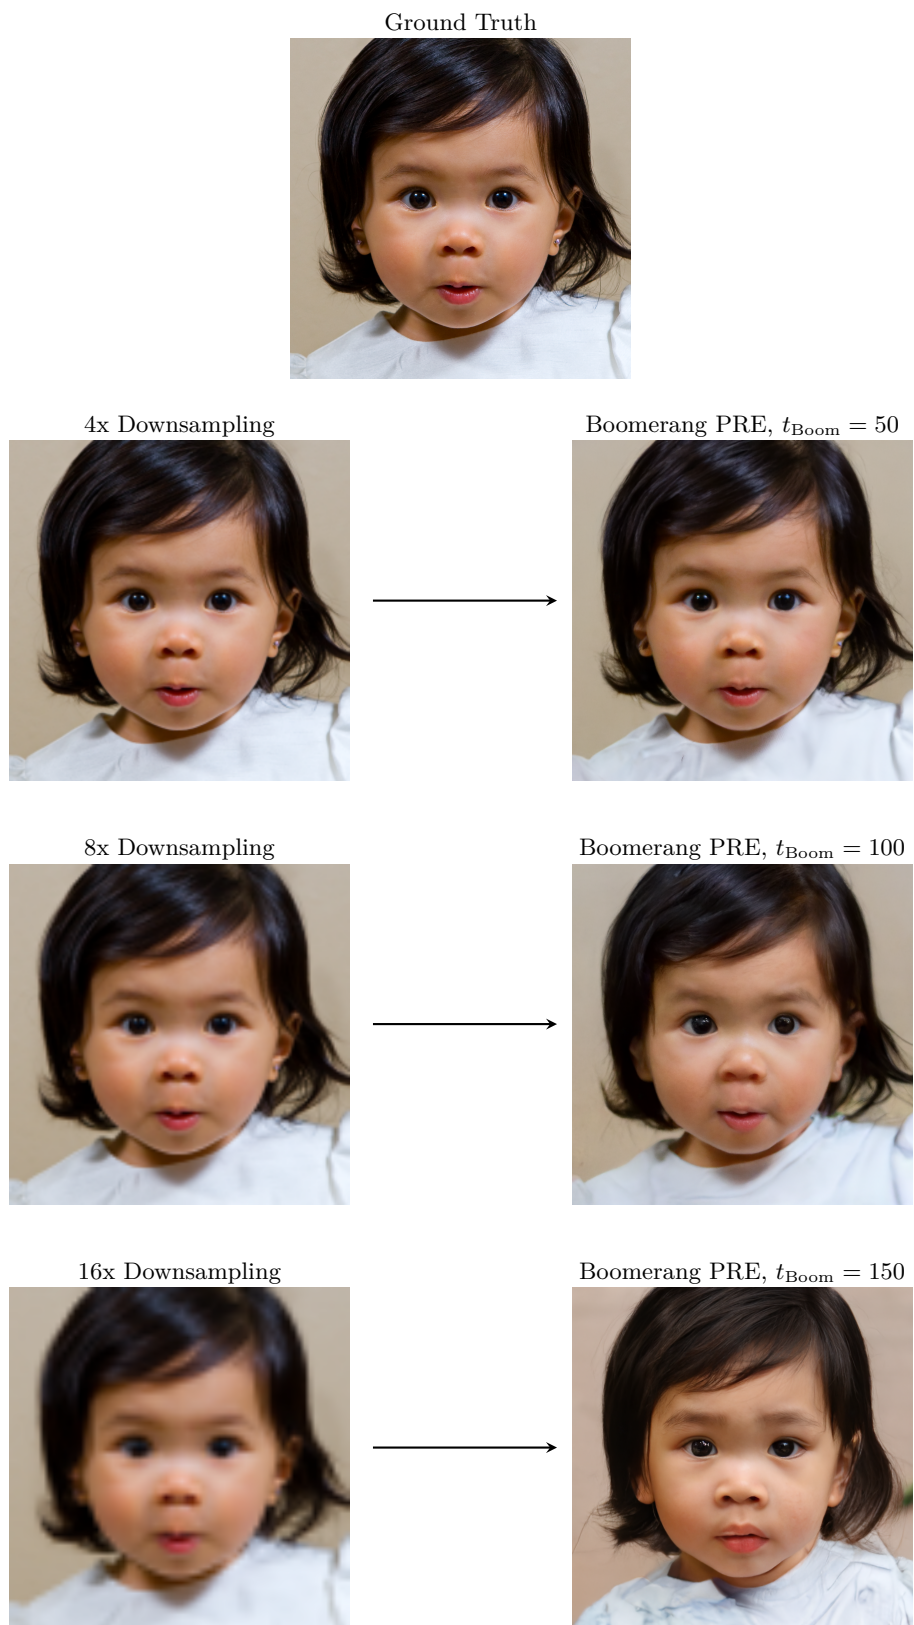 Ground Truth
4x Downsampling
Boomerang PRE, t_Boom = 50
8x Downsampling
Boomerang PRE, t_Boom = 100
16x Downsampling
Boomerang PRE, t_Boom = 150